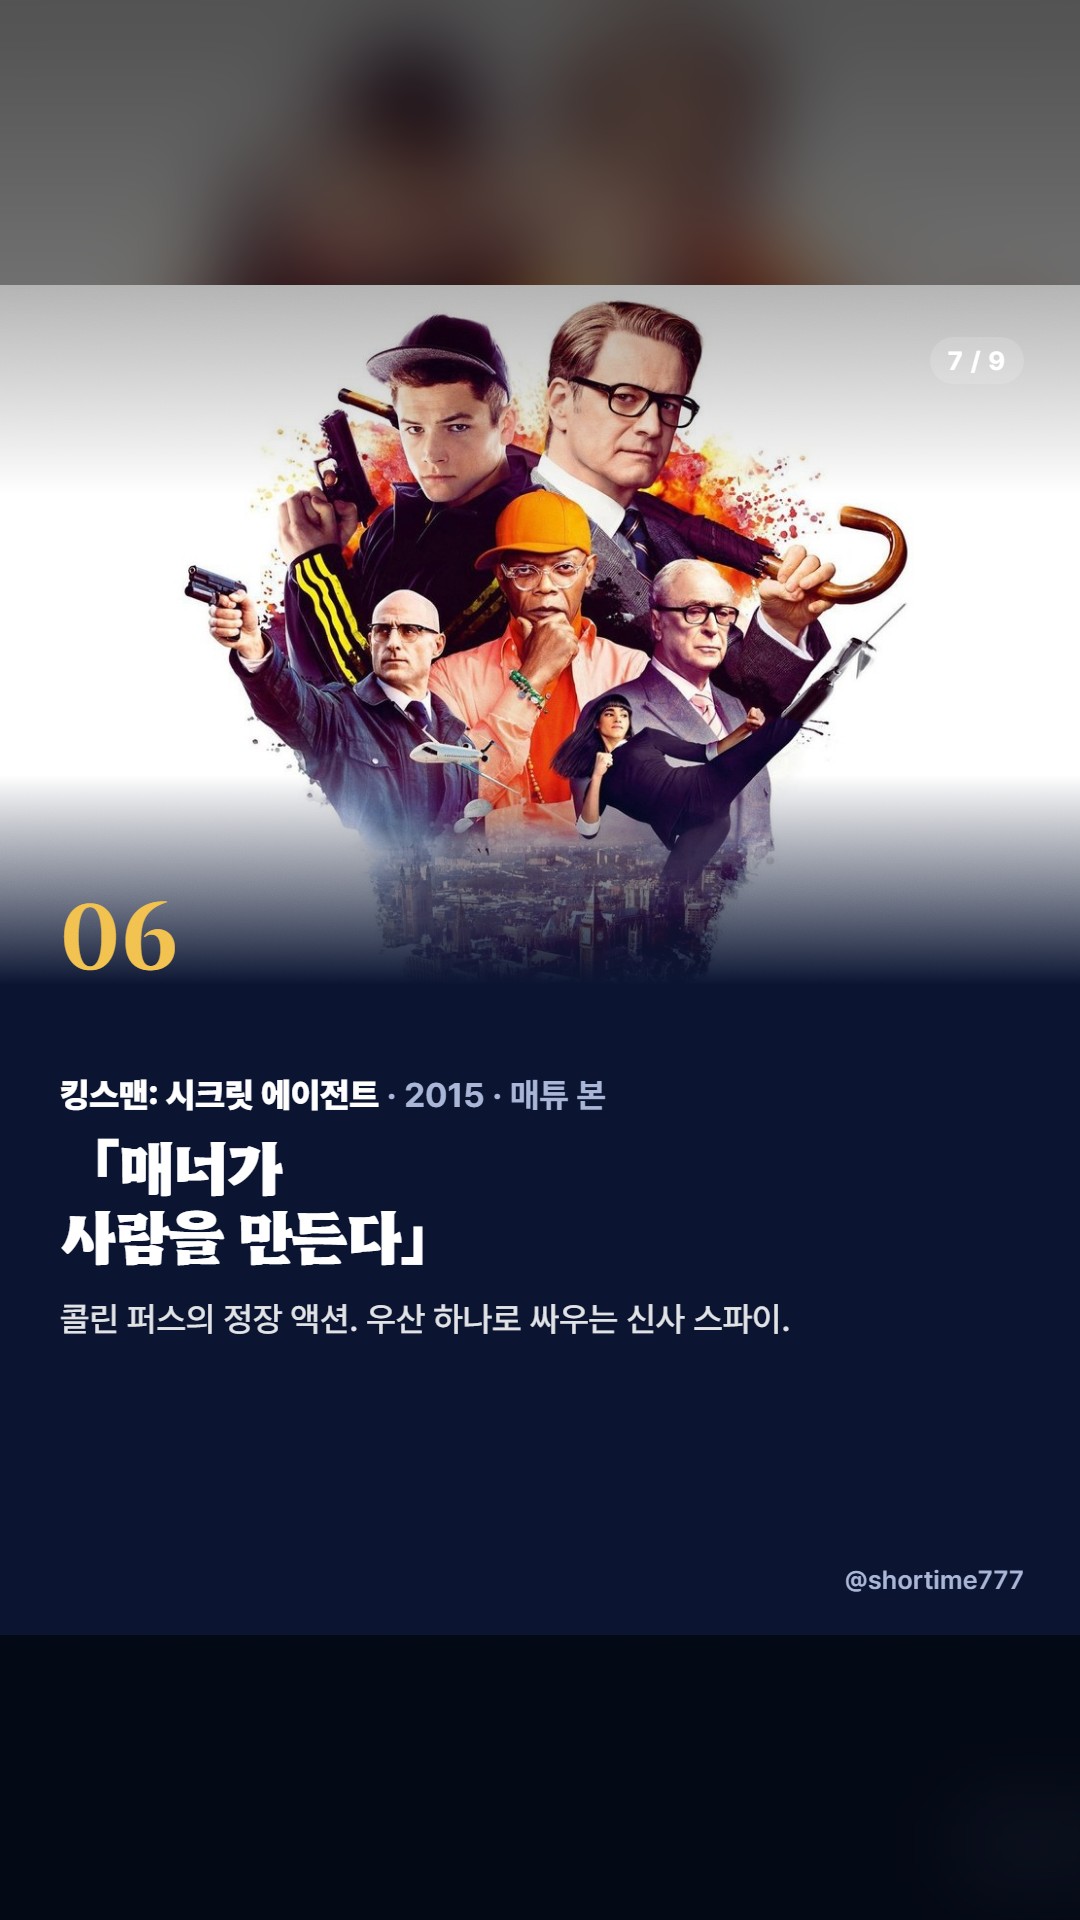 7 / 9
06
킹스맨: 시크릿 에이전트 · 2015 · 매튜 본
「매너가
사람을 만든다」
콜린 퍼스의 정장 액션. 우산 하나로 싸우는 신사 스파이.
@shortime777